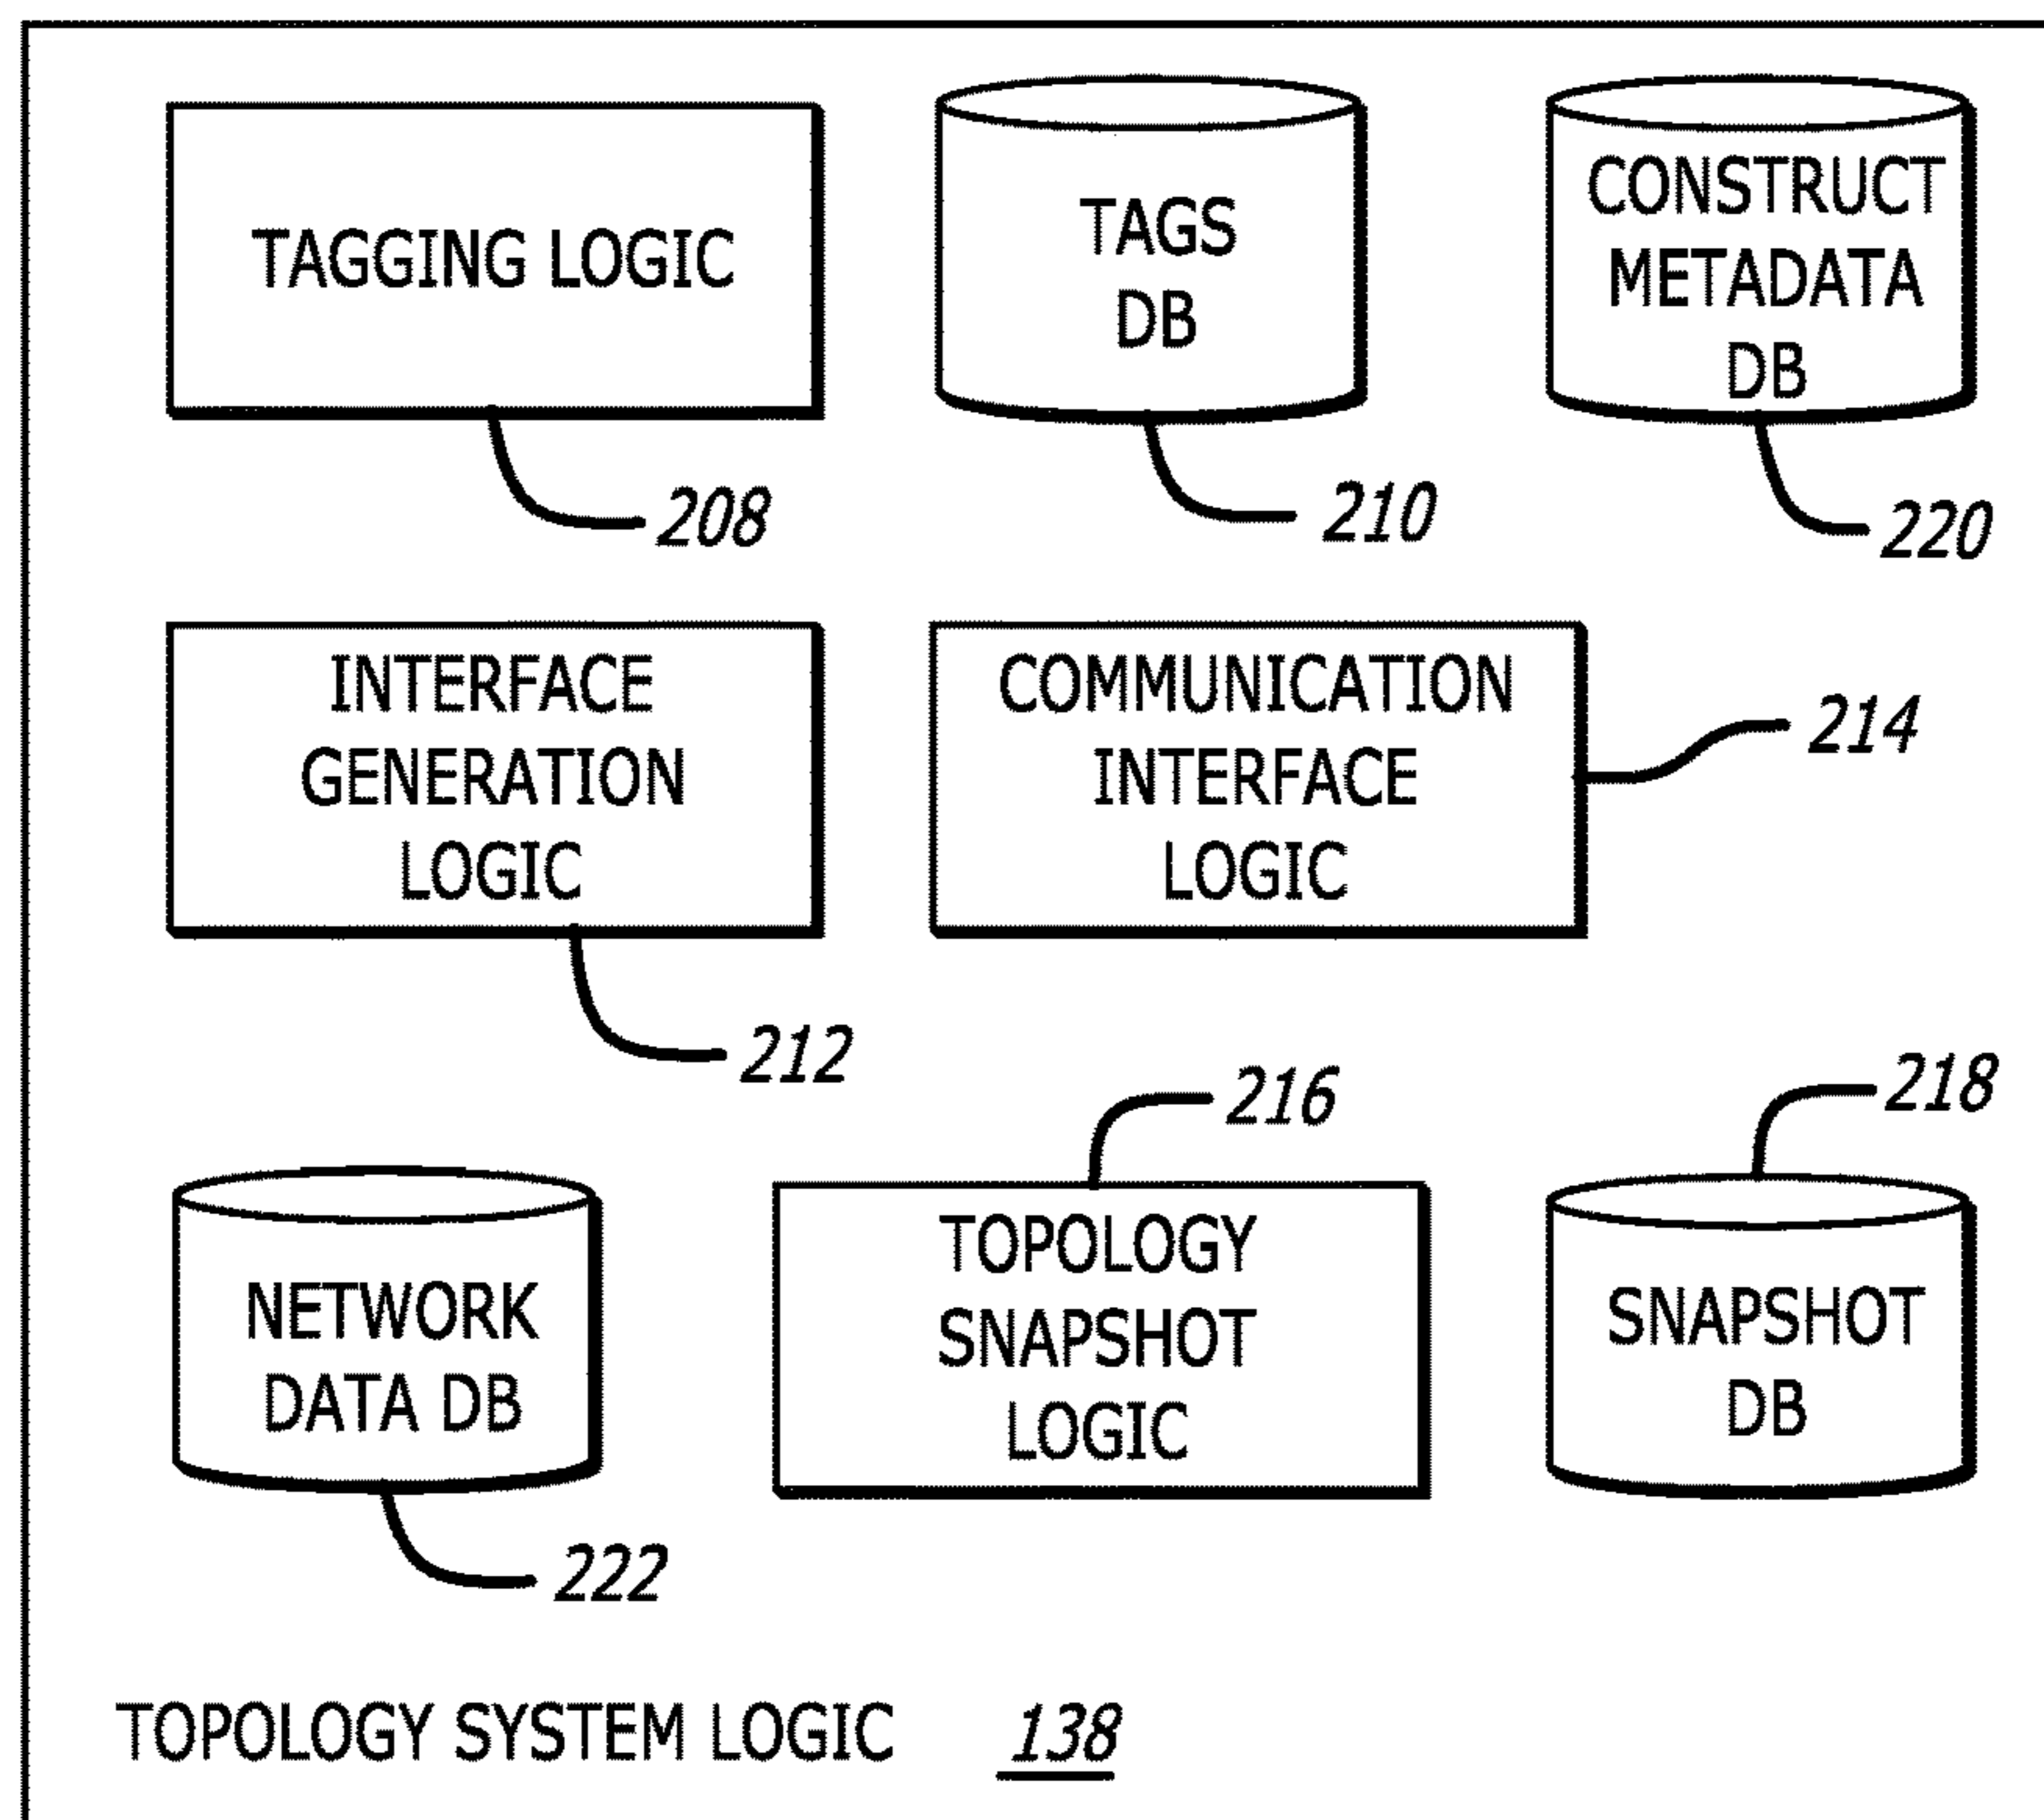 TAGGING LOGIC
208
TAGS
DB
210
CONSTRUCT
METADATA
DB
220
INTERFACE
GENERATION
LOGIC
212
COMMUNICATION
INTERFACE
LOGIC
214
NETWORK
DATA DB
222
216
TOPOLOGY
SNAPSHOT
LOGIC
218
SNAPSHOT
DB
TOPOLOGY SYSTEM LOGIC 138